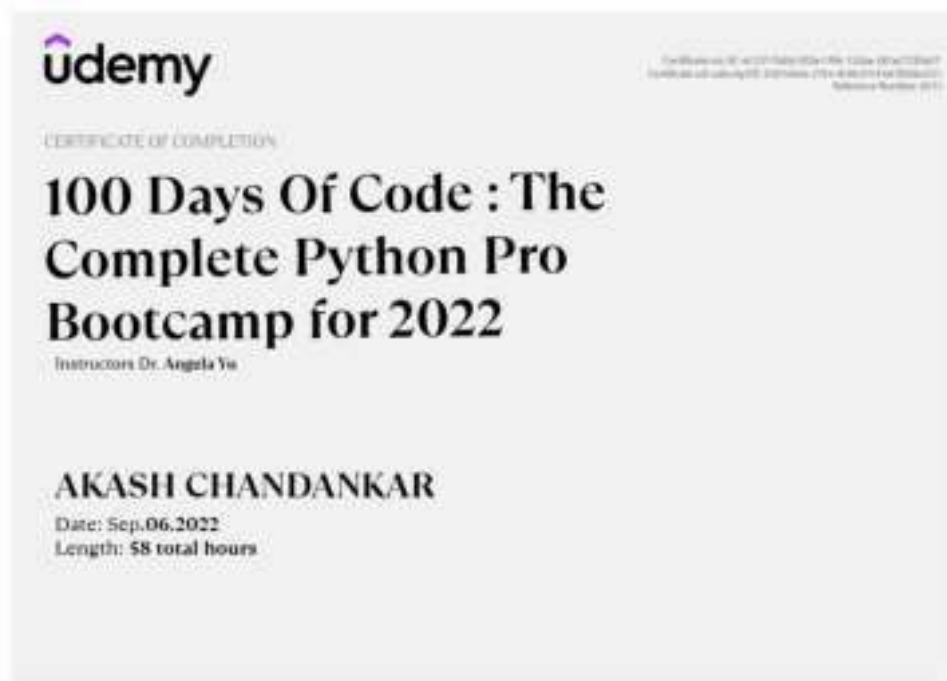 udemy
CERTIFICATE OF COMPLETION
100 Days Of Code : The
Complete Python Pro
Bootcamp for 2022
Instructors Dr. Angela Yu
AKASH CHANDANKAR
Date: Sep.06.2022
Length: 58 total hours